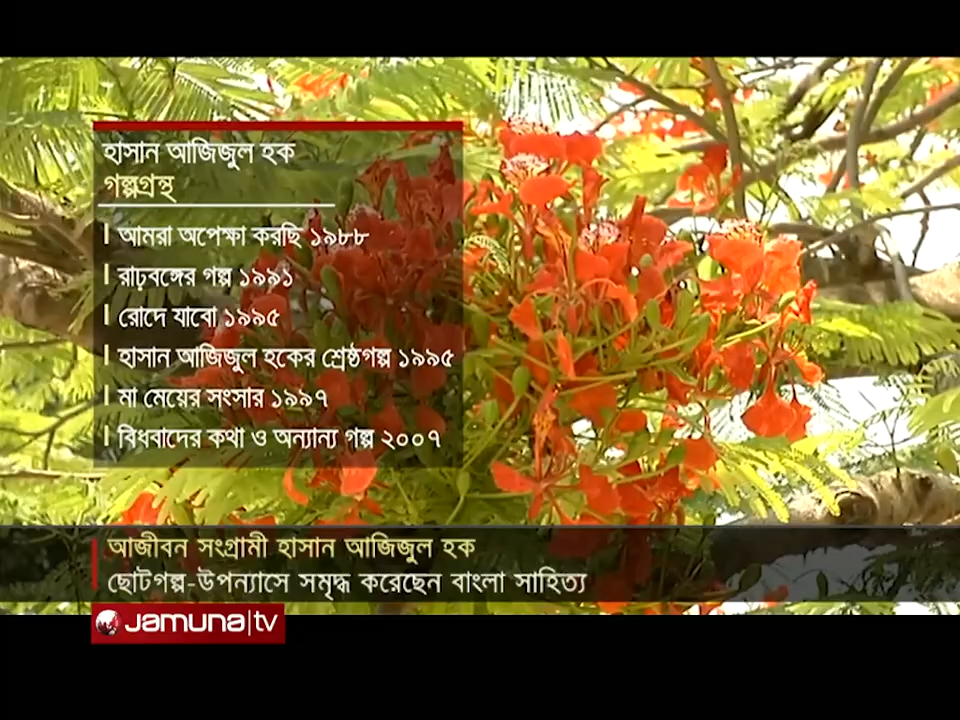 হাসান আজিজুল হক
গল্পগ্রন্থ
আমরা অপেক্ষা করছি ১৯৮৮
রাঢ়বঙ্গের গল্প ১৯৯১
রোদে যাবো ১৯৯৫
হাসান আজিজুল হকের শ্রেষ্ঠগল্প ১৯৯৫
মা মেয়ের সংসার ১৯৯৭
বিধবাদের কথা ও অন্যান্য গল্প ২০০৭
আজীবন সংগ্রামী হাসান আজিজুল হক
ছোটগল্প-উপন্যাসে সমৃদ্ধ করেছেন বাংলা সাহিত্য
Jamuna|tv